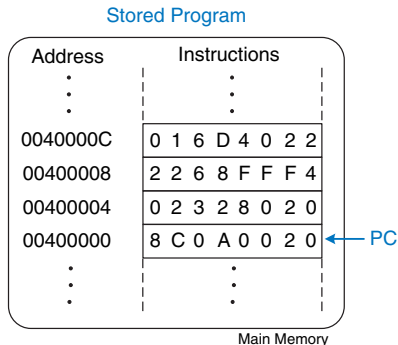 Stored Program
Address Instructions
0040000C 0 1 6 D 4 0 2 2
00400008 2 2 6 8 F F F 4
00400004 0 2 3 2 8 0 2 0
00400000 8 C 0 A 0 0 2 0 PC
Main Memory